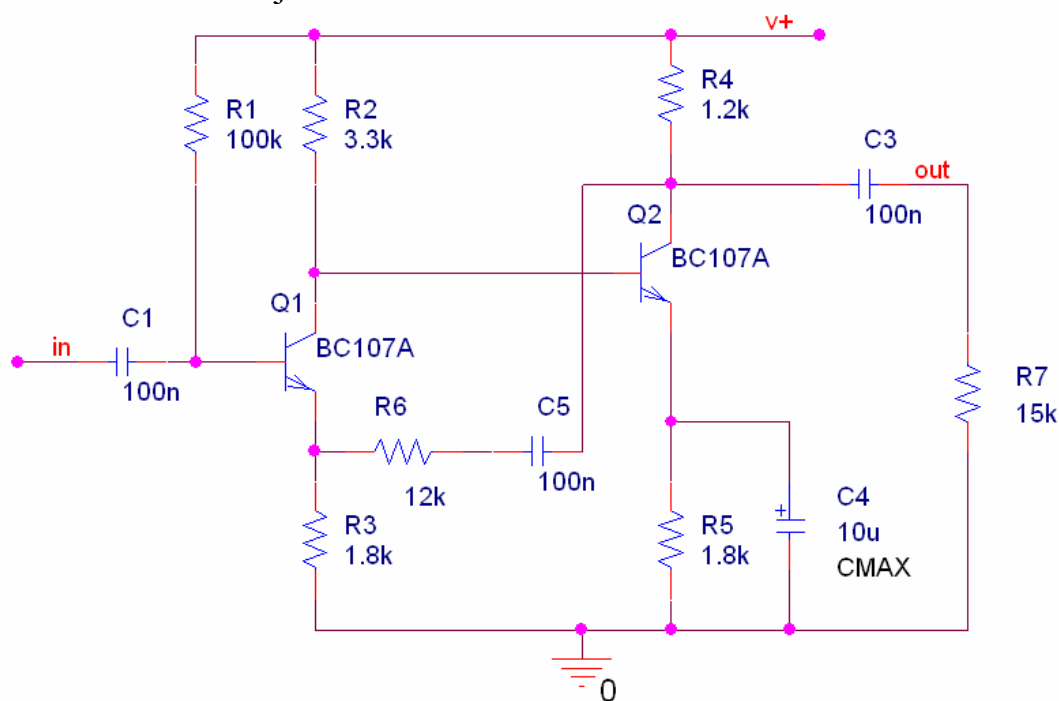 v+
R1
100k
R2
3.3k
R4
1.2k
C3
100n
out
Q2
BC107A
Q1
BC107A
in
C1
100n
R6
12k
C5
100n
R7
15k
R3
1.8k
R5
1.8k
+
C4
10u
CMAX
0